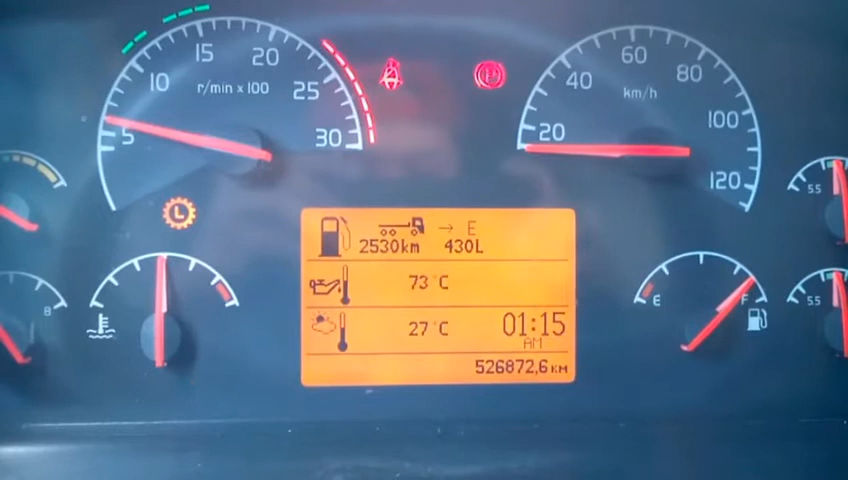 15 20
10 r/min x 100 25
5 30
60
40 80
km/h
20 100
120
P
L
→ E
2530km 430L
73°C
27°C 01:15
AM
526872,6 KM
8
E F
55
55